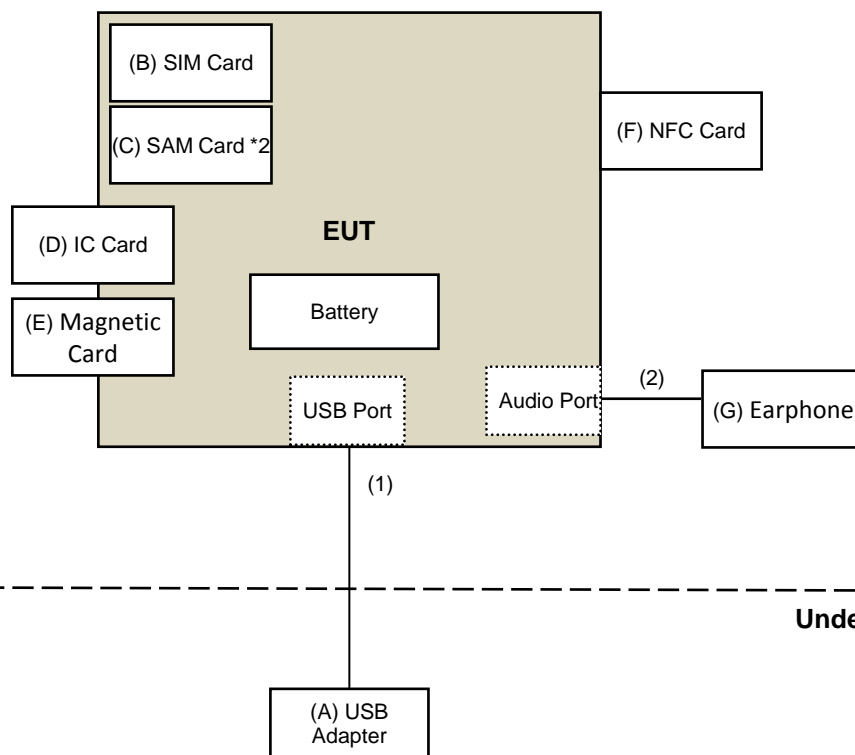 (B) SIM Card
(C) SAM Card *2
(F) NFC Card
(D) IC Card
EUT
(E) Magnetic
Card
Battery
USB Port
Audio Port
(2)
(G) Earphone
(1)
Unde
(A) USB
Adapter